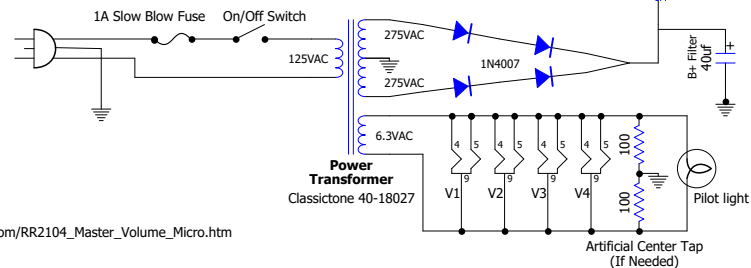 1A Slow Blow Fuse
On/Off Switch
125VAC
275VAC
275VAC
1N4007
B+ Filter
40uf
+
6.3VAC
Power
Transformer
Classictone 40-18027
4 5
9
V1
4 5
9
V2
4 5
9
V3
4 5
9
V4
100
100
Pilot light
Artificial Center Tap
(If Needed)
om/RR2104_Master_Volume_Micro.htm